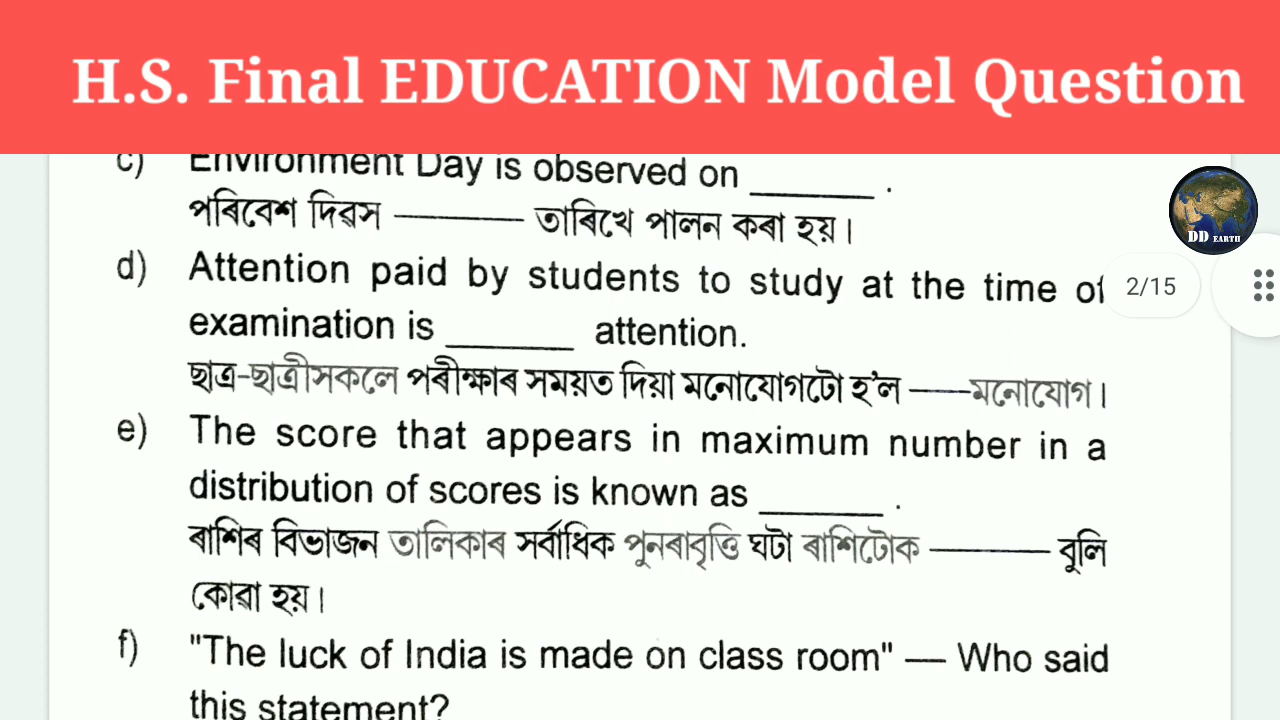 H.S. Final EDUCATION Model Question
c) Environment Day is observed on ______ .
পৰিবেশ দিৱস ——— তাৰিখে পালন কৰা হয়।
DD EARTH
d) Attention paid by students to study at the time of
2/15
examination is ______ attention.
ছাত্ৰ-ছাত্ৰীসকলে পৰীক্ষাৰ সময়ত দিয়া মনোযোগটো হ'ল ——মনোযোগ।
e) The score that appears in maximum number in a
distribution of scores is known as ______ .
ৰাশিৰ বিভাজন তালিকাৰ সৰ্বাধিক পুনৰাবৃত্তি ঘটা ৰাশিটোক ——— বুলি
কোৱা হয়।
f) "The luck of India is made on class room" — Who said
this statement?